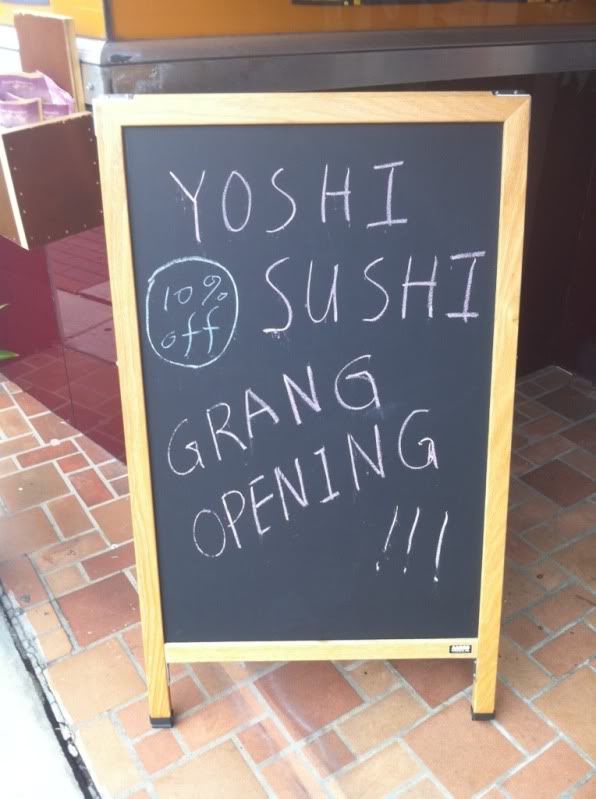 YOSHI
10%
off
SUSHI
GRANG
OPENING
!!!